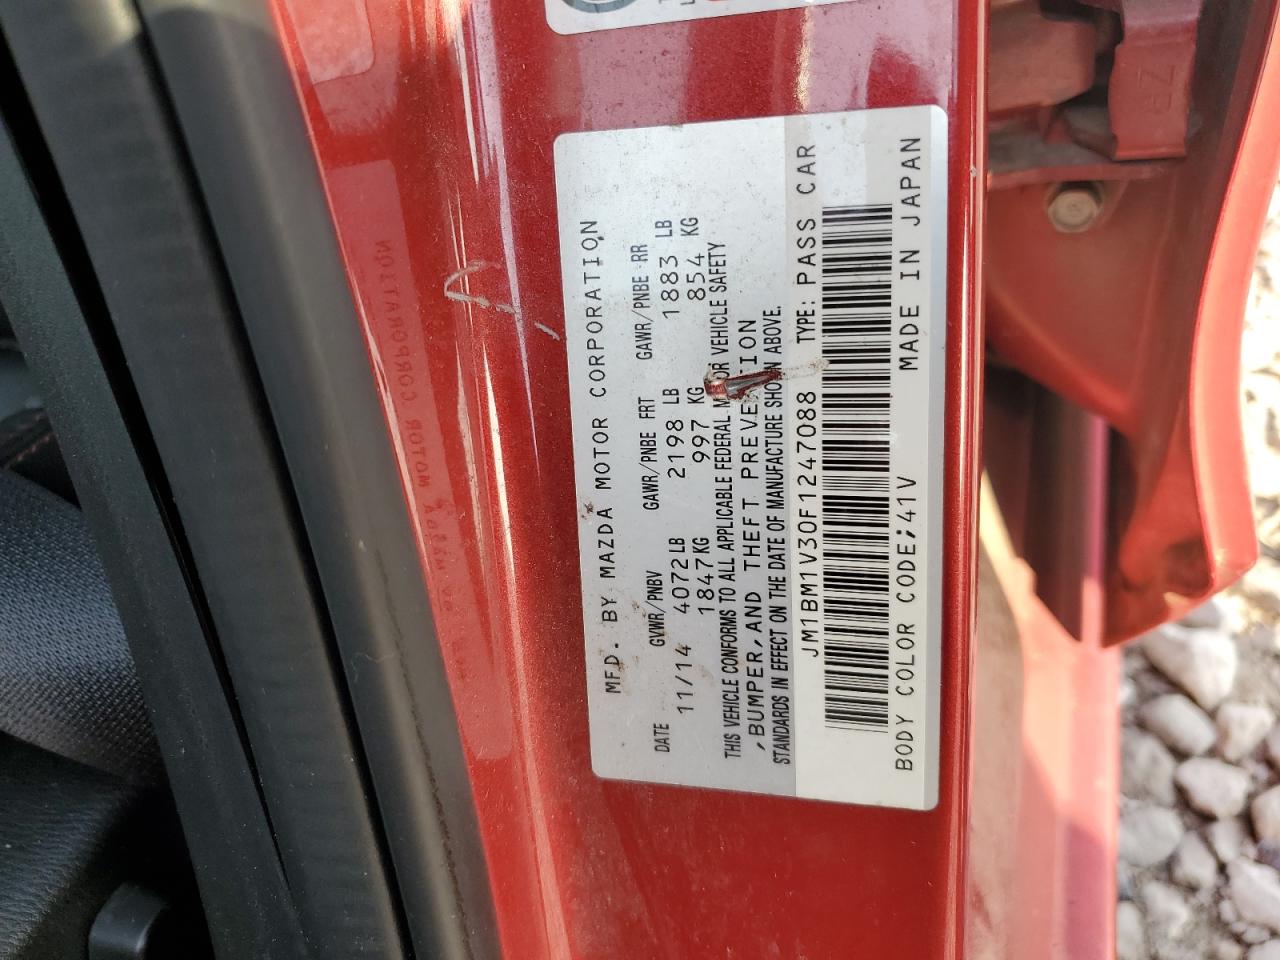 MFD. BY MAZDA MOTOR CORPORATION
DATE GVWR/PNBV GAWR/PNBE FRT GAWR/PNBE RR
11/14 4072LB 2198 LB 1883 LB
1847KG 997 KG 854 KG
THIS VEHICLE CONFORMS TO ALL APPLICABLE FEDERAL MOTOR VEHICLE SAFETY
,BUMPER,AND THEFT PREVENTION
STANDARDS IN EFFECT ON THE DATE OF MANUFACTURE SHOWN ABOVE.
JM1BM1V30F1247088 TYPE: PASS CAR
BODY COLOR CODE;41V MADE IN JAPAN